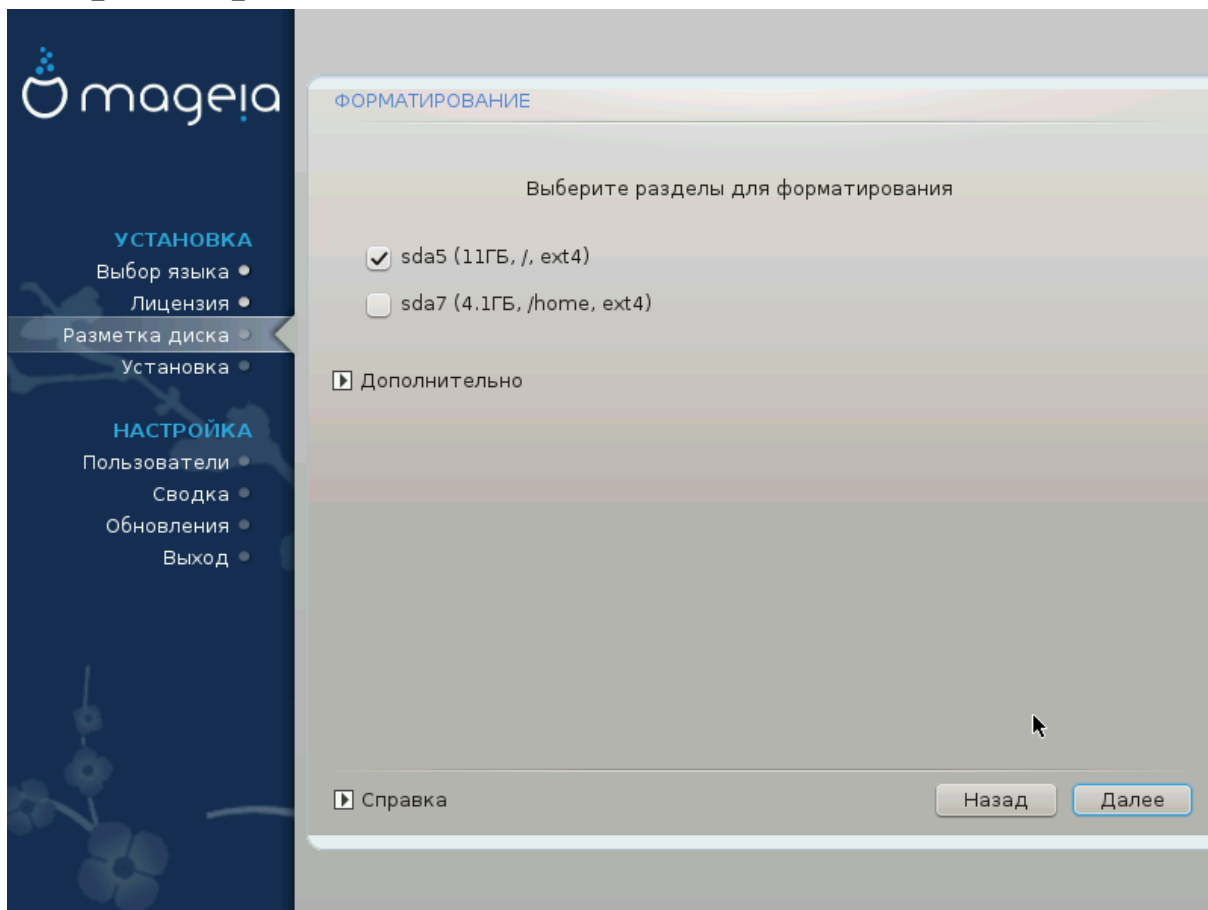 mageia
УСТАНОВКА
Выбор языка
Лицензия
Разметка диска
Установка
НАСТРОЙКА
Пользователи
Сводка
Обновления
Выход
ФОРМАТИРОВАНИЕ
Выберите разделы для форматирования
sda5 (11ГБ, /, ext4)
sda7 (4.1ГБ, /home, ext4)
Дополнительно
Справка
Назад
Далее